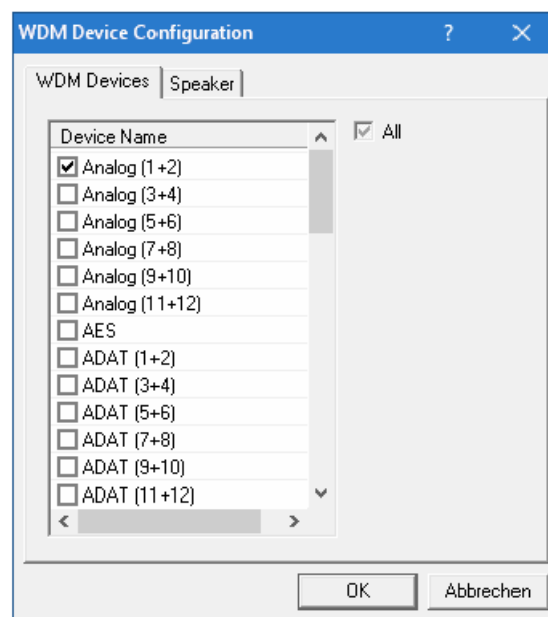 WDM Device Configuration
WDM Devices
Speaker
Device Name
All
Analog (1+2)
Analog (3+4)
Analog (5+6)
Analog (7+8)
Analog (9+10)
Analog (11+12)
AES
ADAT (1+2)
ADAT (3+4)
ADAT (5+6)
ADAT (7+8)
ADAT (9+10)
ADAT (11+12)
OK
Abbrechen